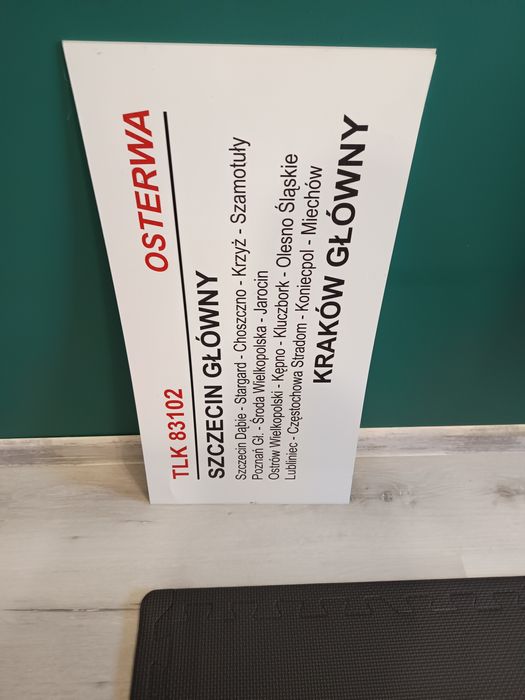 TLK 83102 OSTERWA
SZCZECIN GŁÓWNY
Szczecin Dąbie - Stargard - Choszczno - Krzyż - Szamotuły
Poznań Gł. - Środa Wielkopolska - Jarocin
Ostrów Wielkopolski - Kępno - Kluczbork - Olesno Śląskie
Lubliniec - Częstochowa Stradom - Koniecpol - Miechów
KRAKÓW GŁÓWNY